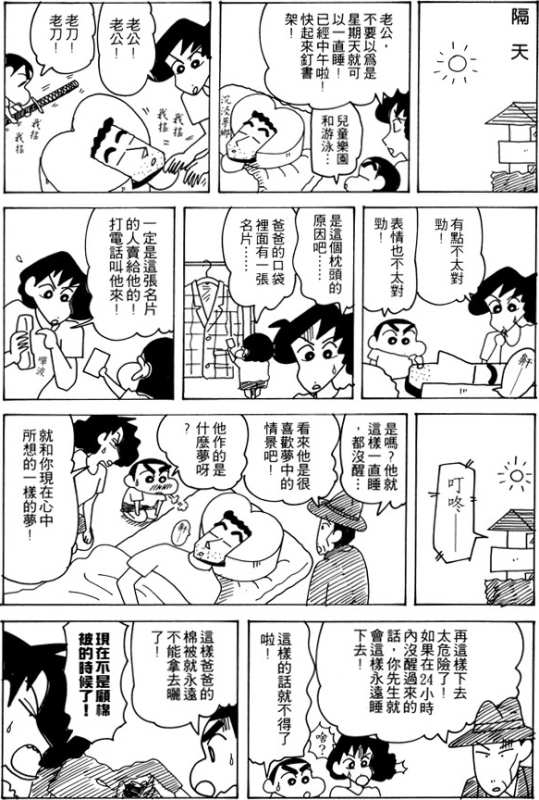 隔天
老公，
不要以為是
星期天就可
以一直睡！
已經中午啦！
快起來釘書
架！
兒童樂園
和游泳…
老公！
老公！
老刀！
老刀！
我搖
我搖
我搖
我搖
有點不太對
勁！
表情也不太對
勁！
鼾
是這個枕頭的
原因吧……
爸爸的口袋
裡面有一張
名片……
一定是這張名片
的人賣給他的！
打電話叫他來！
叮咚—
是嗎？他就
這樣一直睡
，都沒醒…
看來他是很
喜歡夢中的
情景吧！
他作的是
什麼夢呀
？
就和你現在心中
所想的一樣的夢！
再這樣下去
太危險了！
如果在24小時
內沒醒過來的
話，你先生就
會這樣永遠睡
下去！
這樣的話就不得了
啦！
啥？
這樣爸爸的
棉被就永遠
不能拿去曬
了！
現在不是顧棉
被的時候了！